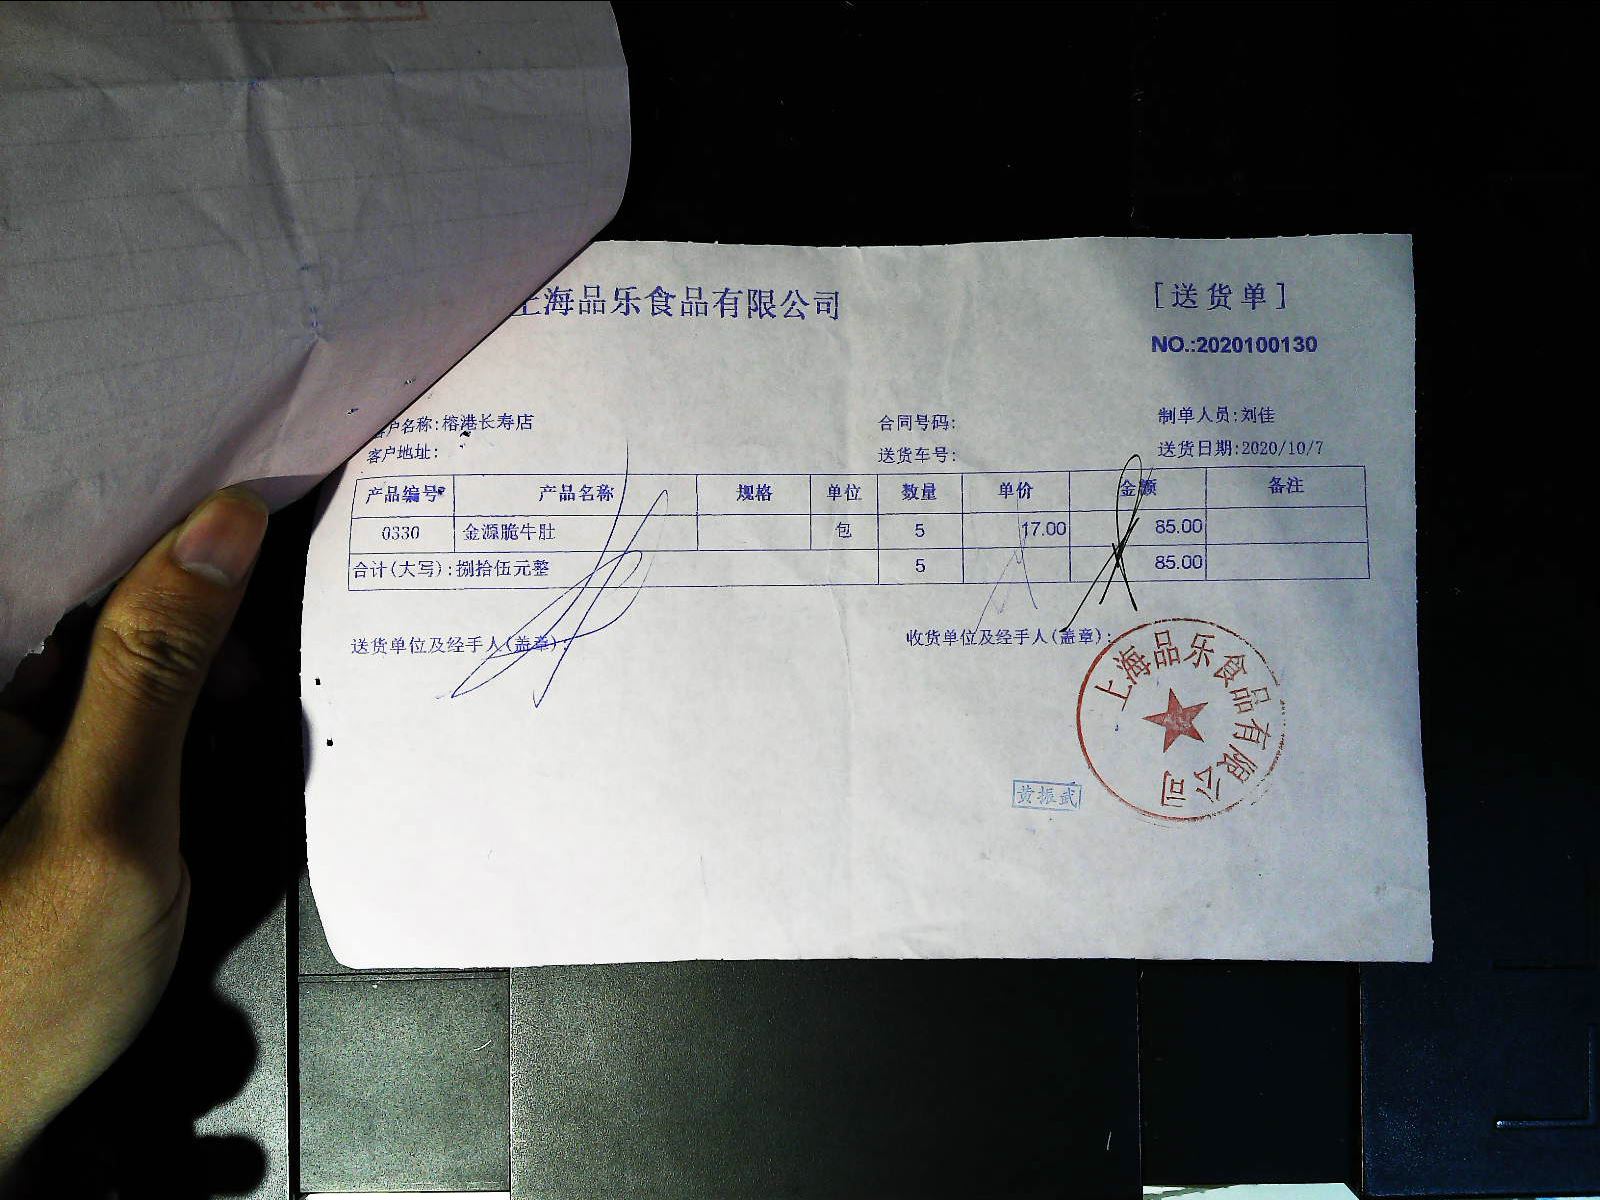 上海品乐食品有限公司
[送货单]
NO.:2020100130
客户名称:榕港长寿店
合同号码:
制单人员:刘佳
客户地址:
送货车号:
送货日期:2020/10/7
产品编号 产品名称 规格 单位 数量 单价 金额 备注
0330 金源脆牛肚 包 5 17.00 85.00
合计(大写):捌拾伍元整 5 85.00
送货单位及经手人(盖章):
收货单位及经手人(盖章):
上海品乐食品有限公司
黄振武